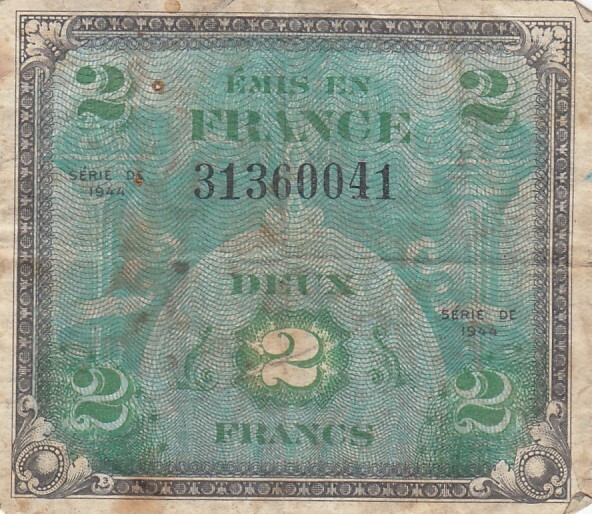 2 ÉMIS EN 2
FRANCE
SÉRIE DE 1944
31360041
DEUX
SÉRIE DE 1944
2
2 2
FRANCS